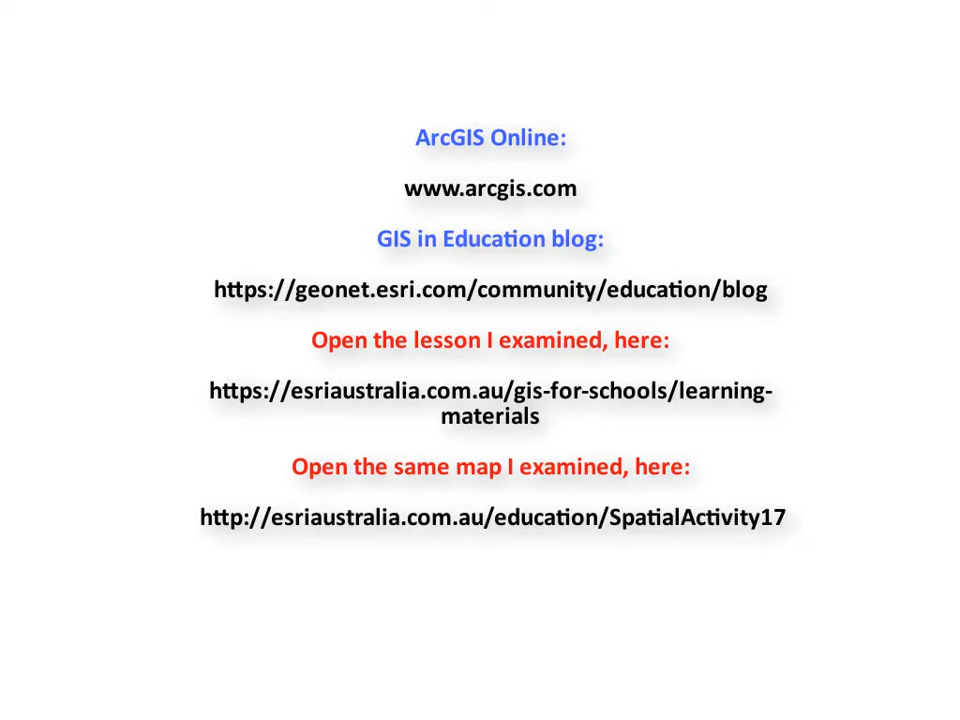 ArcGIS Online:
www.arcgis.com
GIS in Education blog:
https://geonet.esri.com/community/education/blog
Open the lesson I examined, here:
https://esriaustralia.com.au/gis-for-schools/learning-
materials
Open the same map I examined, here:
http://esriaustralia.com.au/education/SpatialActivity17